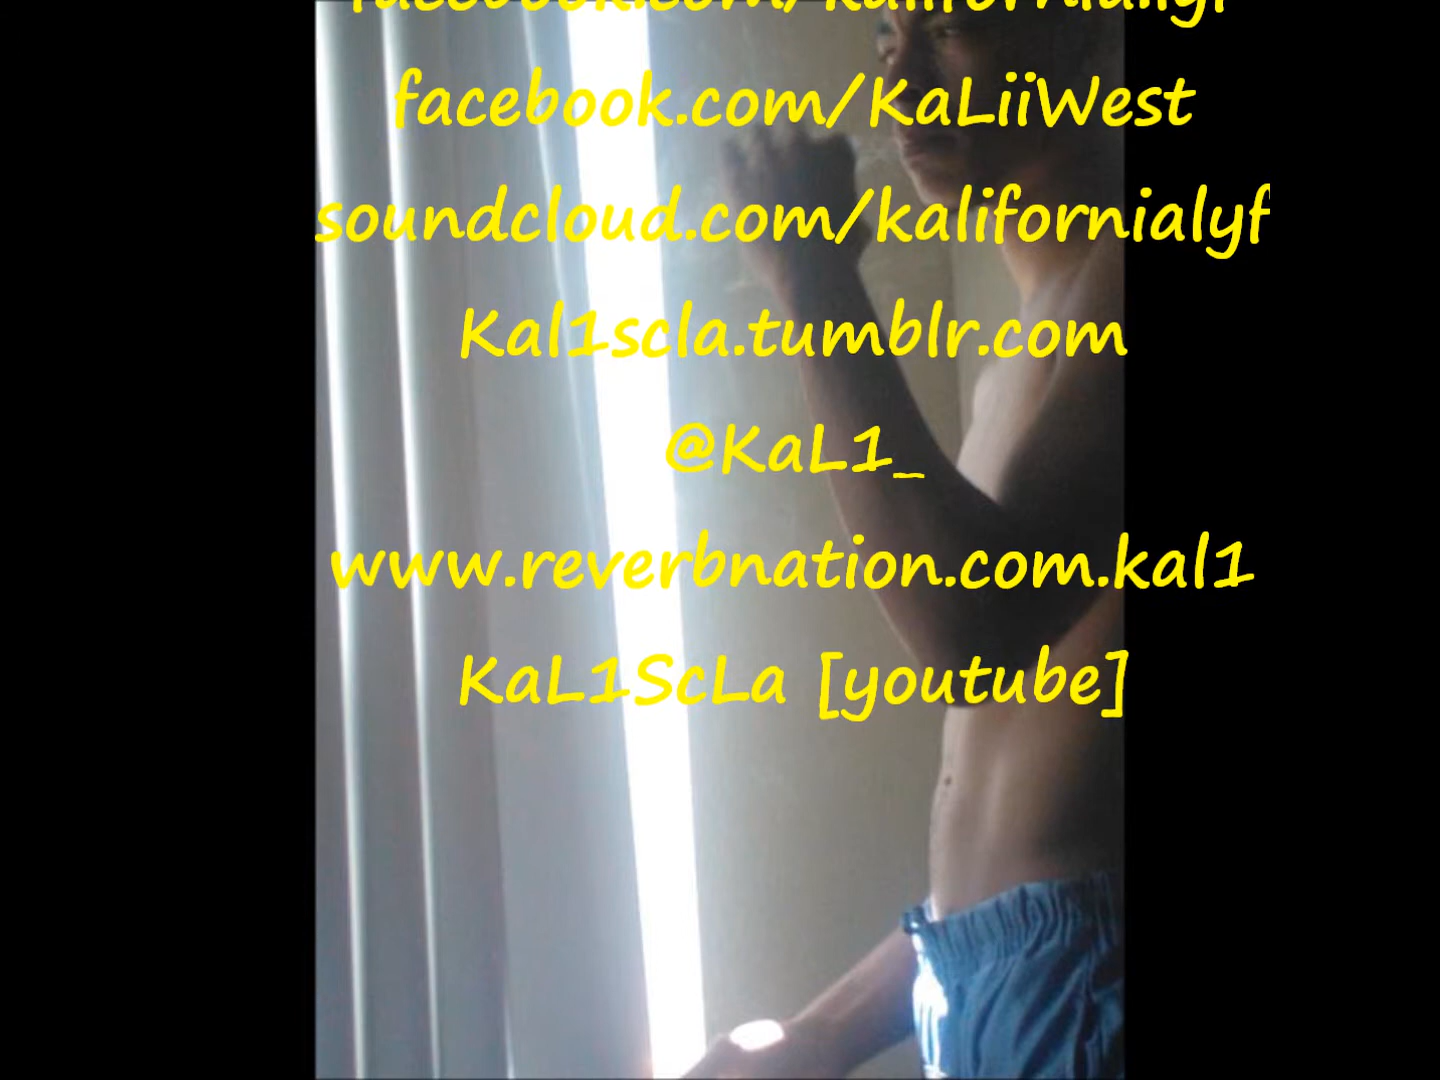 facebook.com/KaLiiWest
soundcloud.com/kalifornialyf
Kal1scla.tumblr.com
@KaL1_
www.reverbnation.com.kal1
KaL1ScLa [youtube]